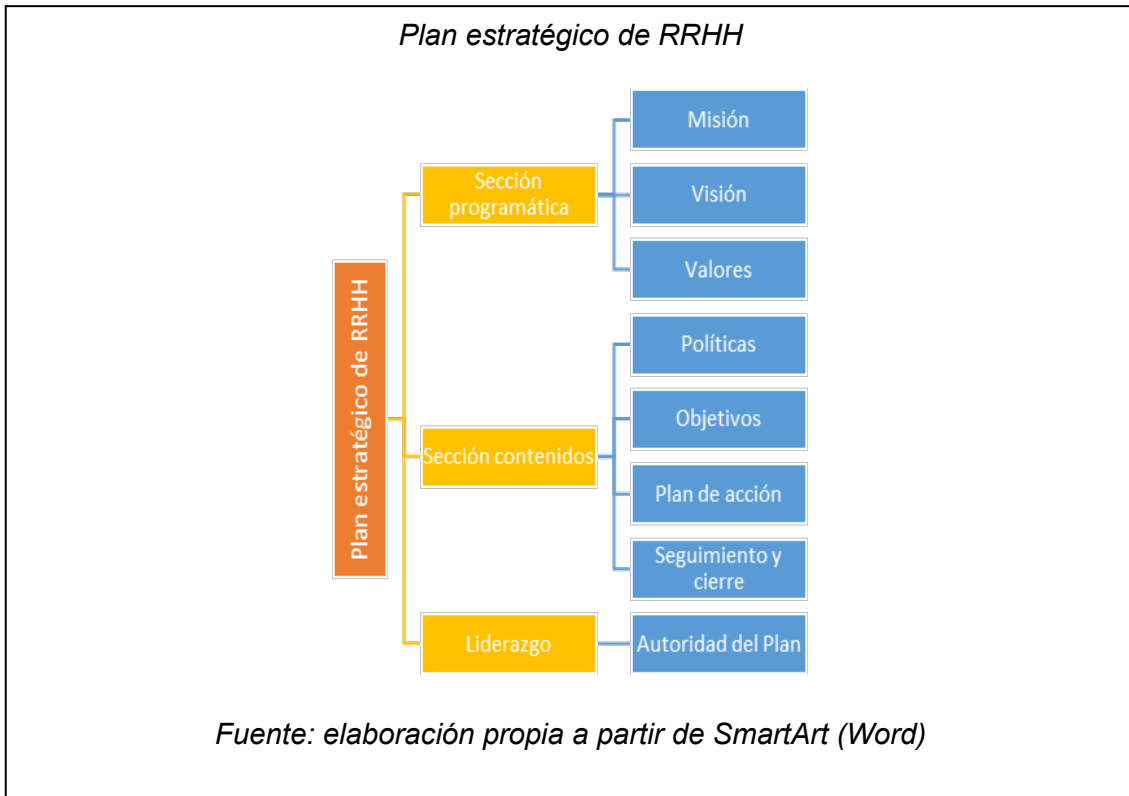 Plan estratégico de RRHH
Plan estratégico de RRHH
Sección
programática
Misión
Visión
Valores
Sección contenidos
Políticas
Objetivos
Plan de acción
Seguimiento y
cierre
Liderazgo
Autoridad del Plan
Fuente: elaboración propia a partir de SmartArt (Word)